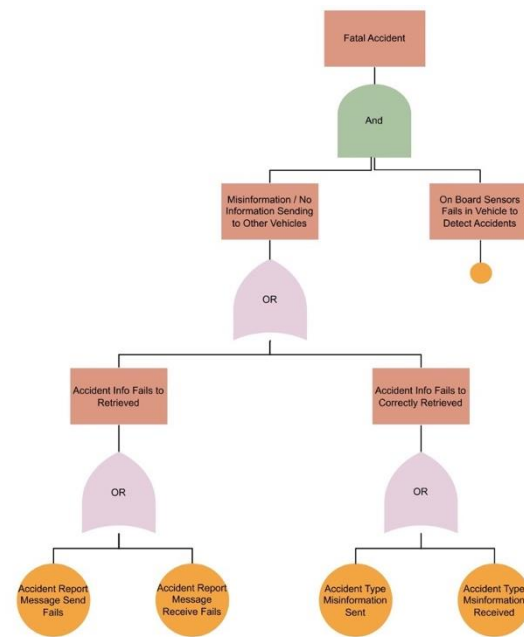 Fatal Accident
And
Misinformation / No
Information Sending
to Other Vehicles
On Board Sensors
Fails in Vehicle to
Detect Accidents
OR
Accident Info Fails to
Retrieved
Accident Info Fails to
Correctly Retrieved
OR
OR
Accident Report
Message Send
Fails
Accident Report
Message
Receive Fails
Accident Type
Misinformation
Sent
Accident Type
Misinformation
Received